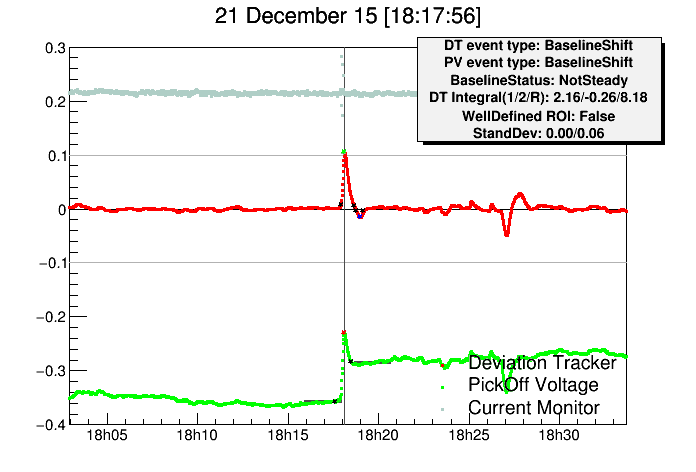 21 December 15 [18:17:56]
DT event type: BaselineShift
PV event type: BaselineShift
BaselineStatus: NotSteady
DT Integral(1/2/R): 2.16/-0.26/8.18
WellDefined ROI: False
StandDev: 0.00/0.06
0.3
0.2
0.1
0
−0.1
−0.2
−0.3
−0.4
Deviation Tracker
PickOff Voltage
Current Monitor
18h05 18h10 18h15 18h20 18h25 18h30